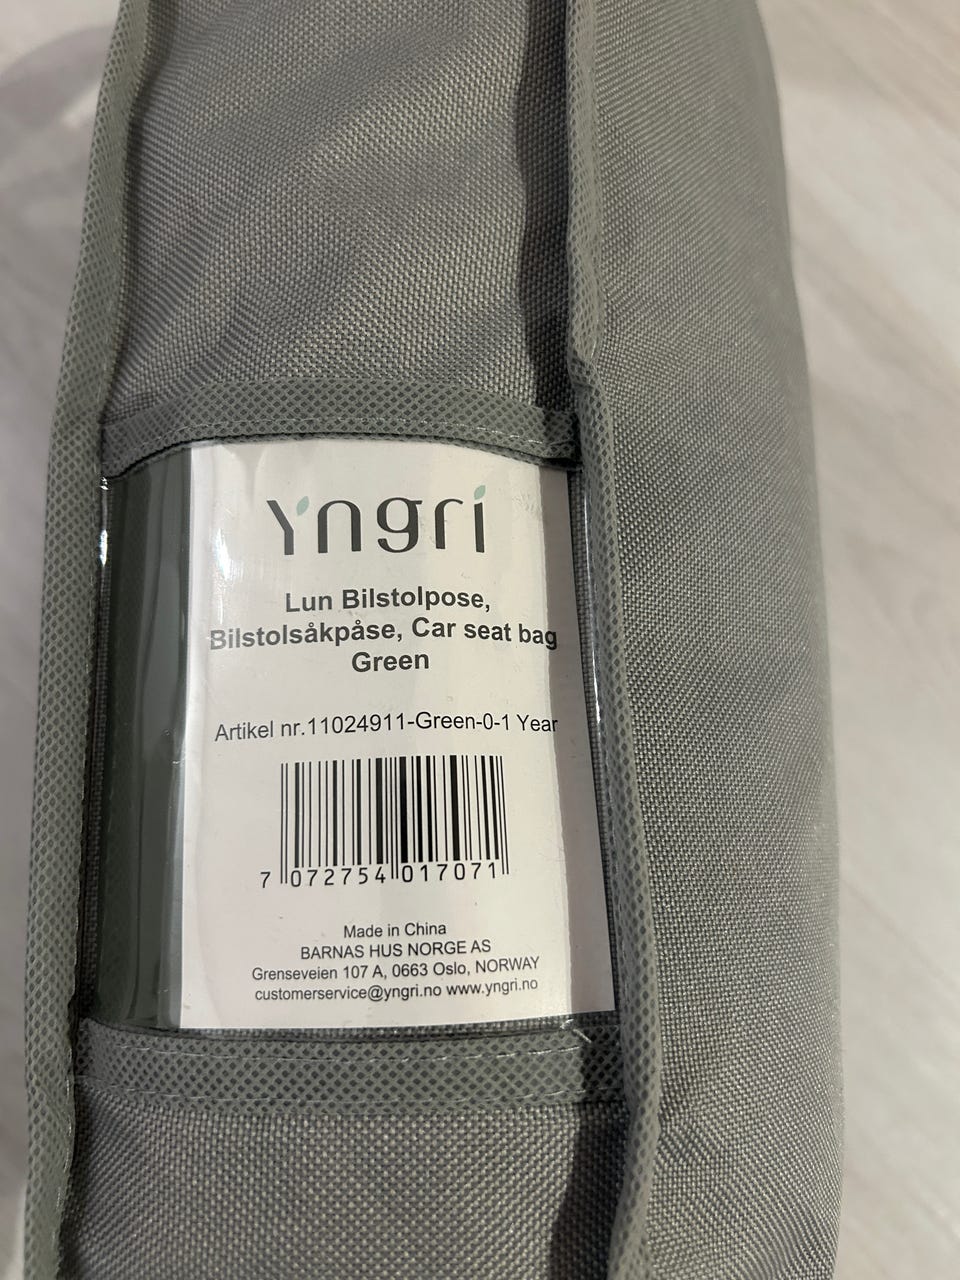 Yngri
Lun Bilstolpose,
Bilstolsåkpåse, Car seat bag
Green
Artikel nr.11024911-Green-0-1 Year
7 072754 017071
Made in China
BARNAS HUS NORGE AS
Grenseveien 107 A, 0663 Oslo, NORWAY
customerservice@yngri.no www.yngri.no